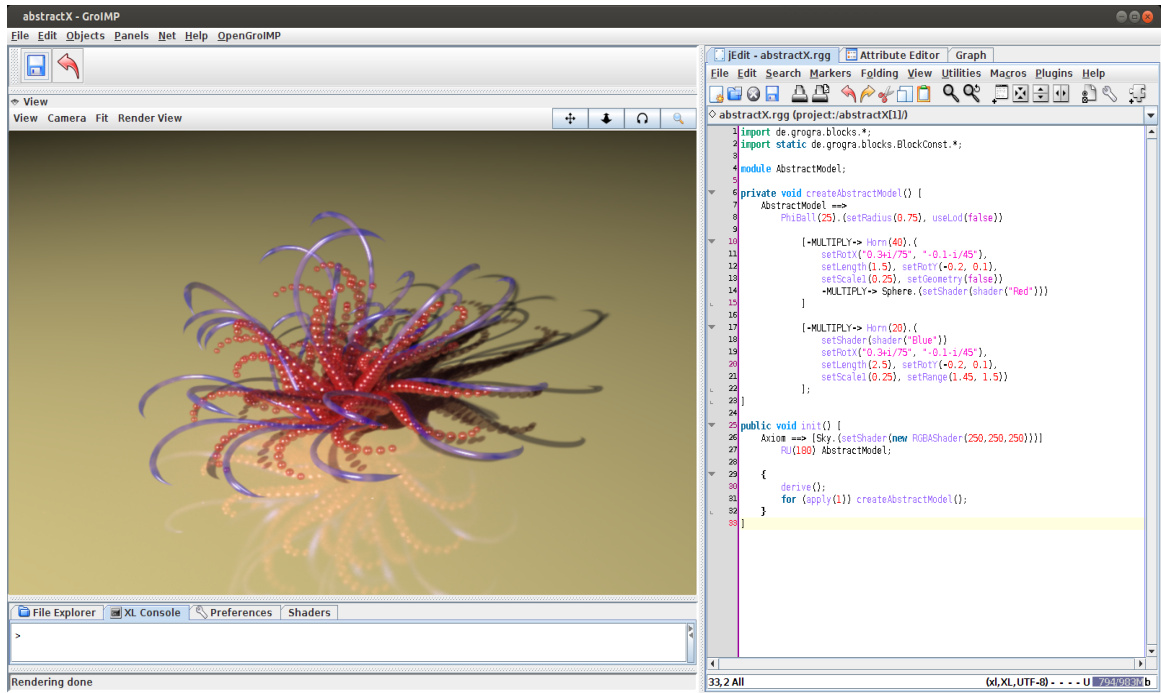 abstractX - GroIMP
File Edit Objects Panels Net Help OpenGroIMP
View
View Camera Fit Render View
File Explorer XL Console Preferences Shaders
>
Rendering done
jEdit - abstractX.rgg Attribute Editor Graph
File Edit Search Markers Folding View Utilities Macros Plugins Help
abstractX.rgg (project:/abstractX[1]/)
1 import de.grogra.blocks.*;
2 import static de.grogra.blocks.BlockConst.*;
3
4 module AbstractModel;
5
6 private void createAbstractModel() [
7 AbstractModel ==>
8 PhiBall(25).(setRadius(0.75), useLod(false))
9
10 [-MULTIPLY-> Horn(40).(
11 setRotX("0.3+i/75", "-0.1-i/45"),
12 setLength(1.5), setRotY(-0.2, 0.1),
13 setScale1(0.25), setGeometry(false))
14 -MULTIPLY-> Sphere.(setShader(shader("Red")))
15 ]
16
17 [-MULTIPLY-> Horn(20).(
18 setShader(shader("Blue"))
19 setRotX("0.3+i/75", "-0.1-i/45"),
20 setLength(2.5), setRotY(-0.2, 0.1),
21 setScale1(0.25), setRange(1.45, 1.5))
22 ];
23 ]
24
25 public void init() [
26 Axiom ==> [Sky.(setShader(new RGBAShader(250,250,250)))]
27 RU(180) AbstractModel;
28
29 {
30 derive();
31 for (apply(1)) createAbstractModel();
32 }
33 ]
33,2 All (xl,XL,UTF-8) - - - - U 794/983Mb